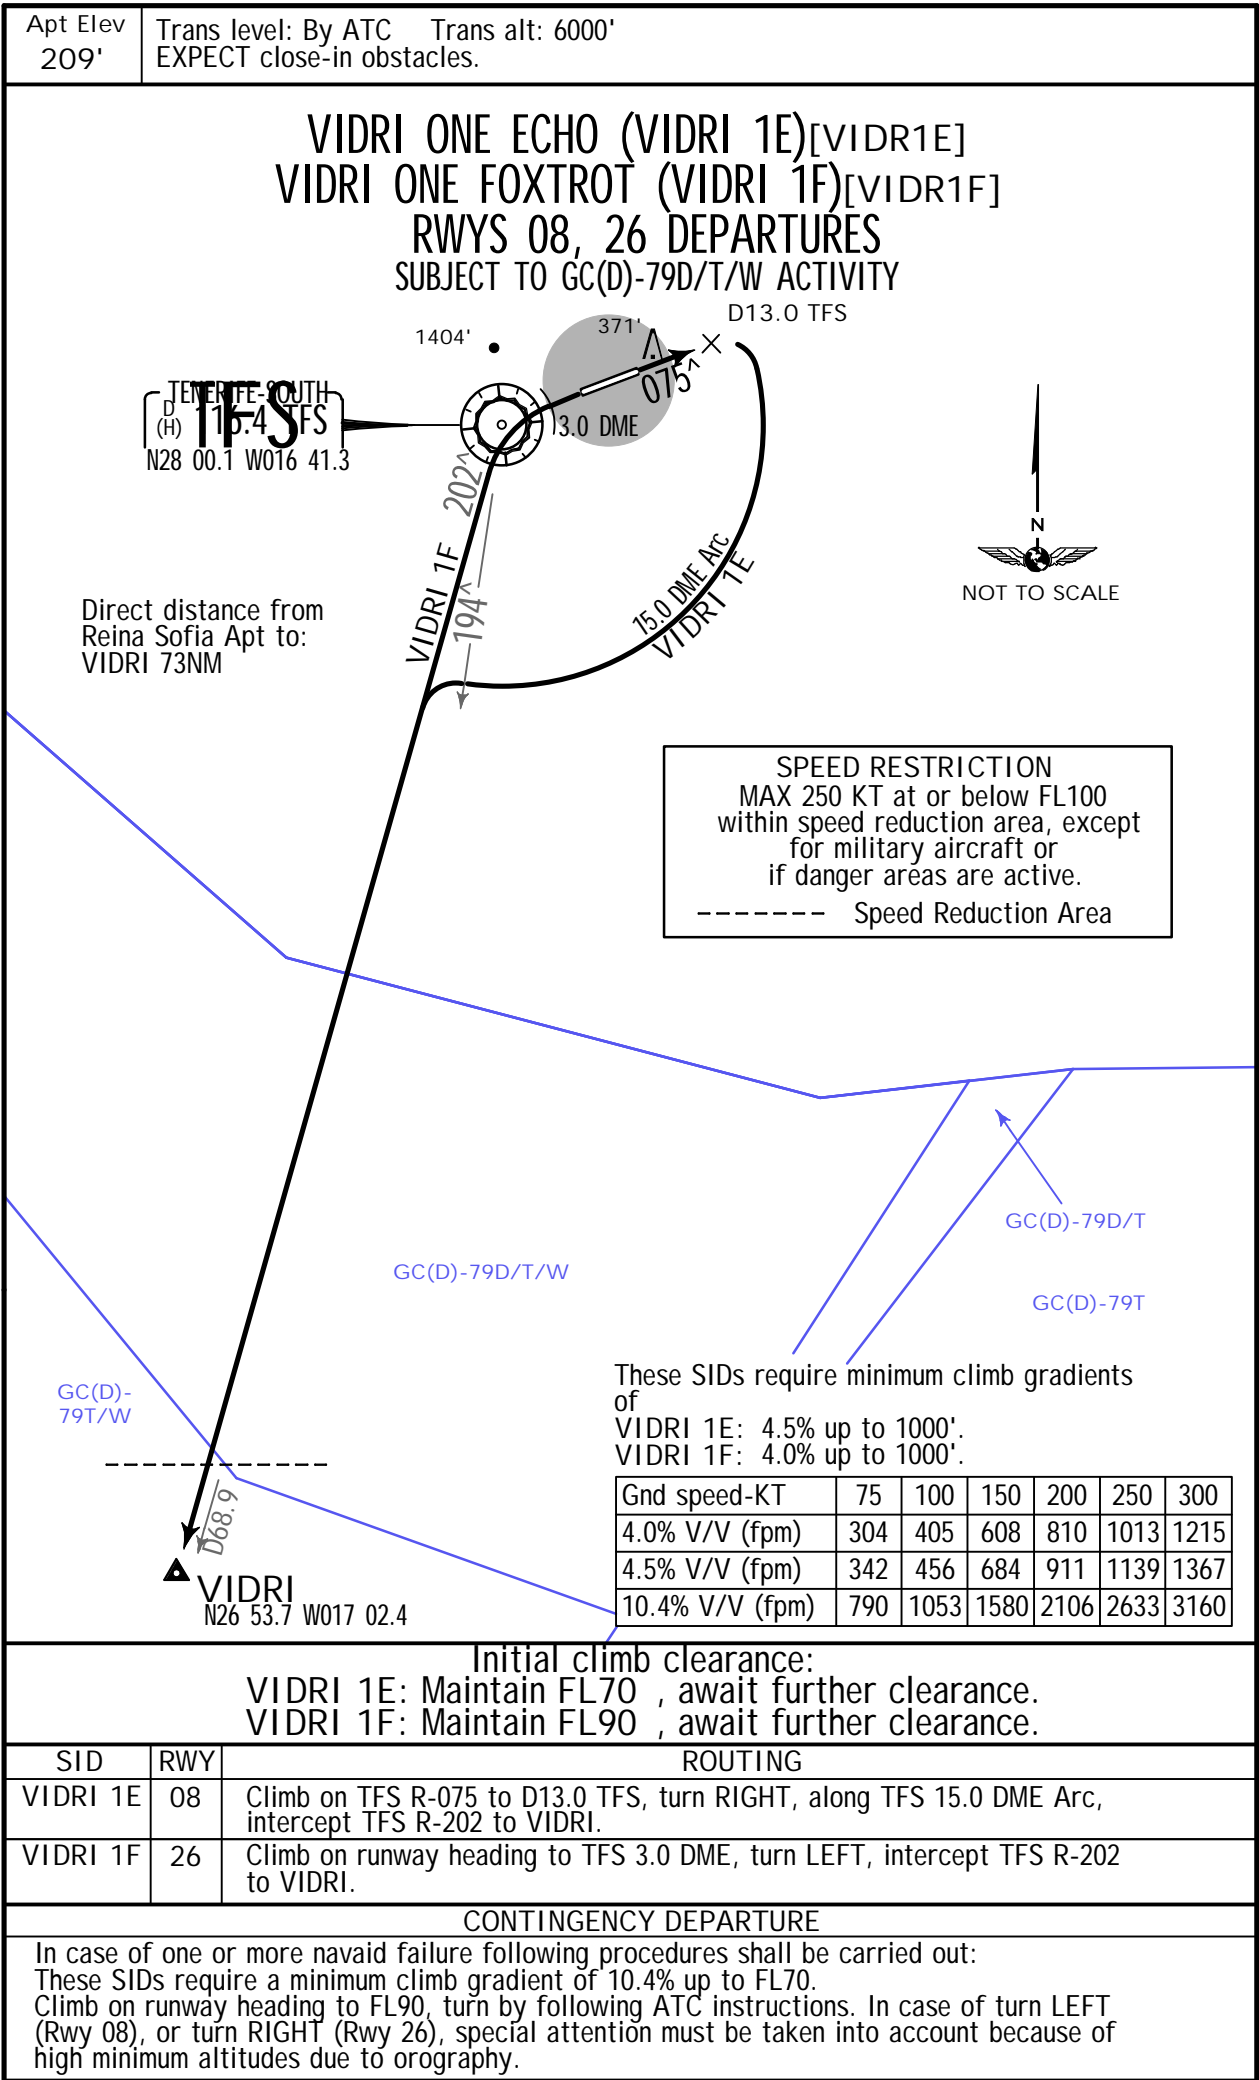 Apt Elev
209'
Trans level: By ATC Trans alt: 6000'
EXPECT close-in obstacles.
VIDRI ONE ECHO (VIDRI 1E)[VIDR1E]
VIDRI ONE FOXTROT (VIDRI 1F)[VIDR1F]
RWYS 08, 26 DEPARTURES
SUBJECT TO GC(D)-79D/T/W ACTIVITY
D13.0 TFS
371'
1404'
075^
TENERIFE-SOUTH
D
(H) 116.4 TFS
TFS
N28 00.1 W016 41.3
3.0 DME
202^
VIDRI 1F
194^
15.0 DME Arc
VIDRI 1E
N
NOT TO SCALE
Direct distance from
Reina Sofia Apt to:
VIDRI 73NM
SPEED RESTRICTION
MAX 250 KT at or below FL100
within speed reduction area, except
for military aircraft or
if danger areas are active.
------- Speed Reduction Area
GC(D)-79D/T
GC(D)-79D/T/W
GC(D)-79T
GC(D)-
79T/W
These SIDs require minimum climb gradients
of
VIDRI 1E: 4.5% up to 1000'.
VIDRI 1F: 4.0% up to 1000'.
Gnd speed-KT 75 100 150 200 250 300
4.0% V/V (fpm) 304 405 608 810 1013 1215
4.5% V/V (fpm) 342 456 684 911 1139 1367
10.4% V/V (fpm) 790 1053 1580 2106 2633 3160
D68.9
VIDRI
N26 53.7 W017 02.4
Initial climb clearance:
VIDRI 1E: Maintain FL70 , await further clearance.
VIDRI 1F: Maintain FL90 , await further clearance.
SID RWY ROUTING
VIDRI 1E 08 Climb on TFS R-075 to D13.0 TFS, turn RIGHT, along TFS 15.0 DME Arc,
intercept TFS R-202 to VIDRI.
VIDRI 1F 26 Climb on runway heading to TFS 3.0 DME, turn LEFT, intercept TFS R-202
to VIDRI.
CONTINGENCY DEPARTURE
In case of one or more navaid failure following procedures shall be carried out:
These SIDs require a minimum climb gradient of 10.4% up to FL70.
Climb on runway heading to FL90, turn by following ATC instructions. In case of turn LEFT
(Rwy 08), or turn RIGHT (Rwy 26), special attention must be taken into account because of
high minimum altitudes due to orography.